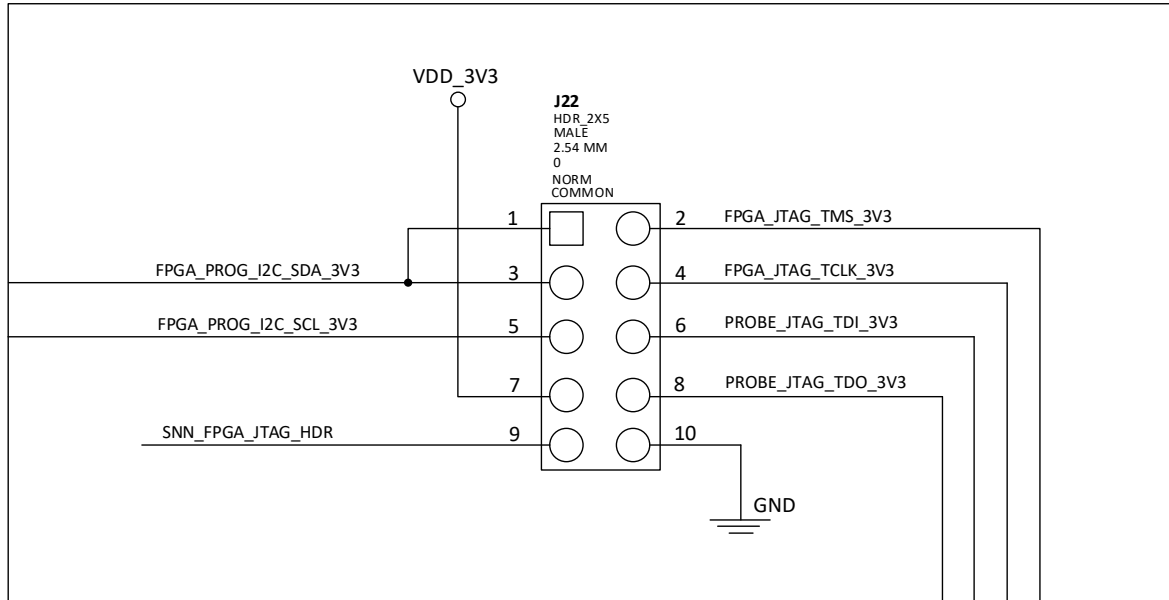 VDD_3V3
J22
HDR_2X5
MALE
2.54 MM
0
NORM
COMMON
1
2 FPGA_JTAG_TMS_3V3
FPGA_PROG_I2C_SDA_3V3 3
4 FPGA_JTAG_TCLK_3V3
FPGA_PROG_I2C_SCL_3V3 5
6 PROBE_JTAG_TDI_3V3
7
8 PROBE_JTAG_TDO_3V3
SNN_FPGA_JTAG_HDR 9
10
GND